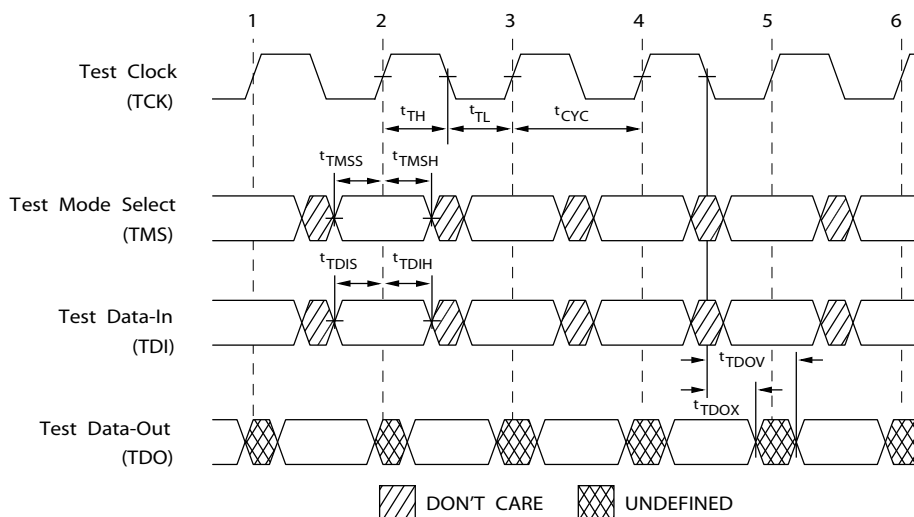 1 2 3 4 5 6
Test Clock
(TCK)
tTH tTL tCYC
tTMSS tTMSH
Test Mode Select
(TMS)
tTDIS tTDIH
Test Data-In
(TDI)
tTDOV
tTDOX
Test Data-Out
(TDO)
DON'T CARE UNDEFINED